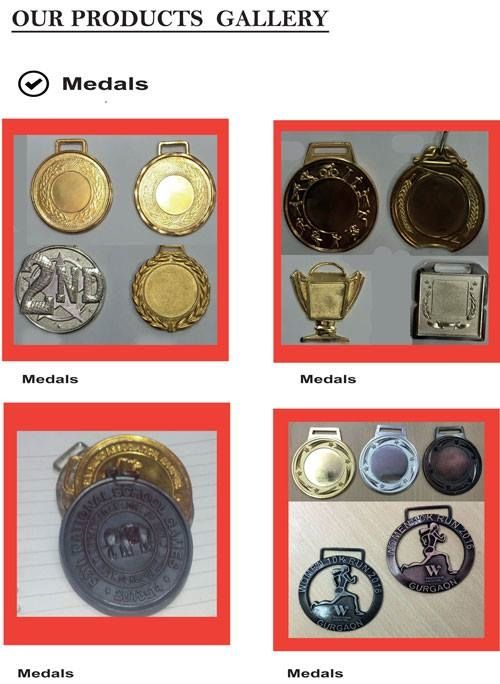 OUR PRODUCTS GALLERY
Medals
2ND
Medals
Medals
NATIONAL SCHOOL GAMES
WOMEN 10K RUN 2016
W
GURGAON
WOMEN 10K RUN 2016
W
GURGAON
Medals
Medals